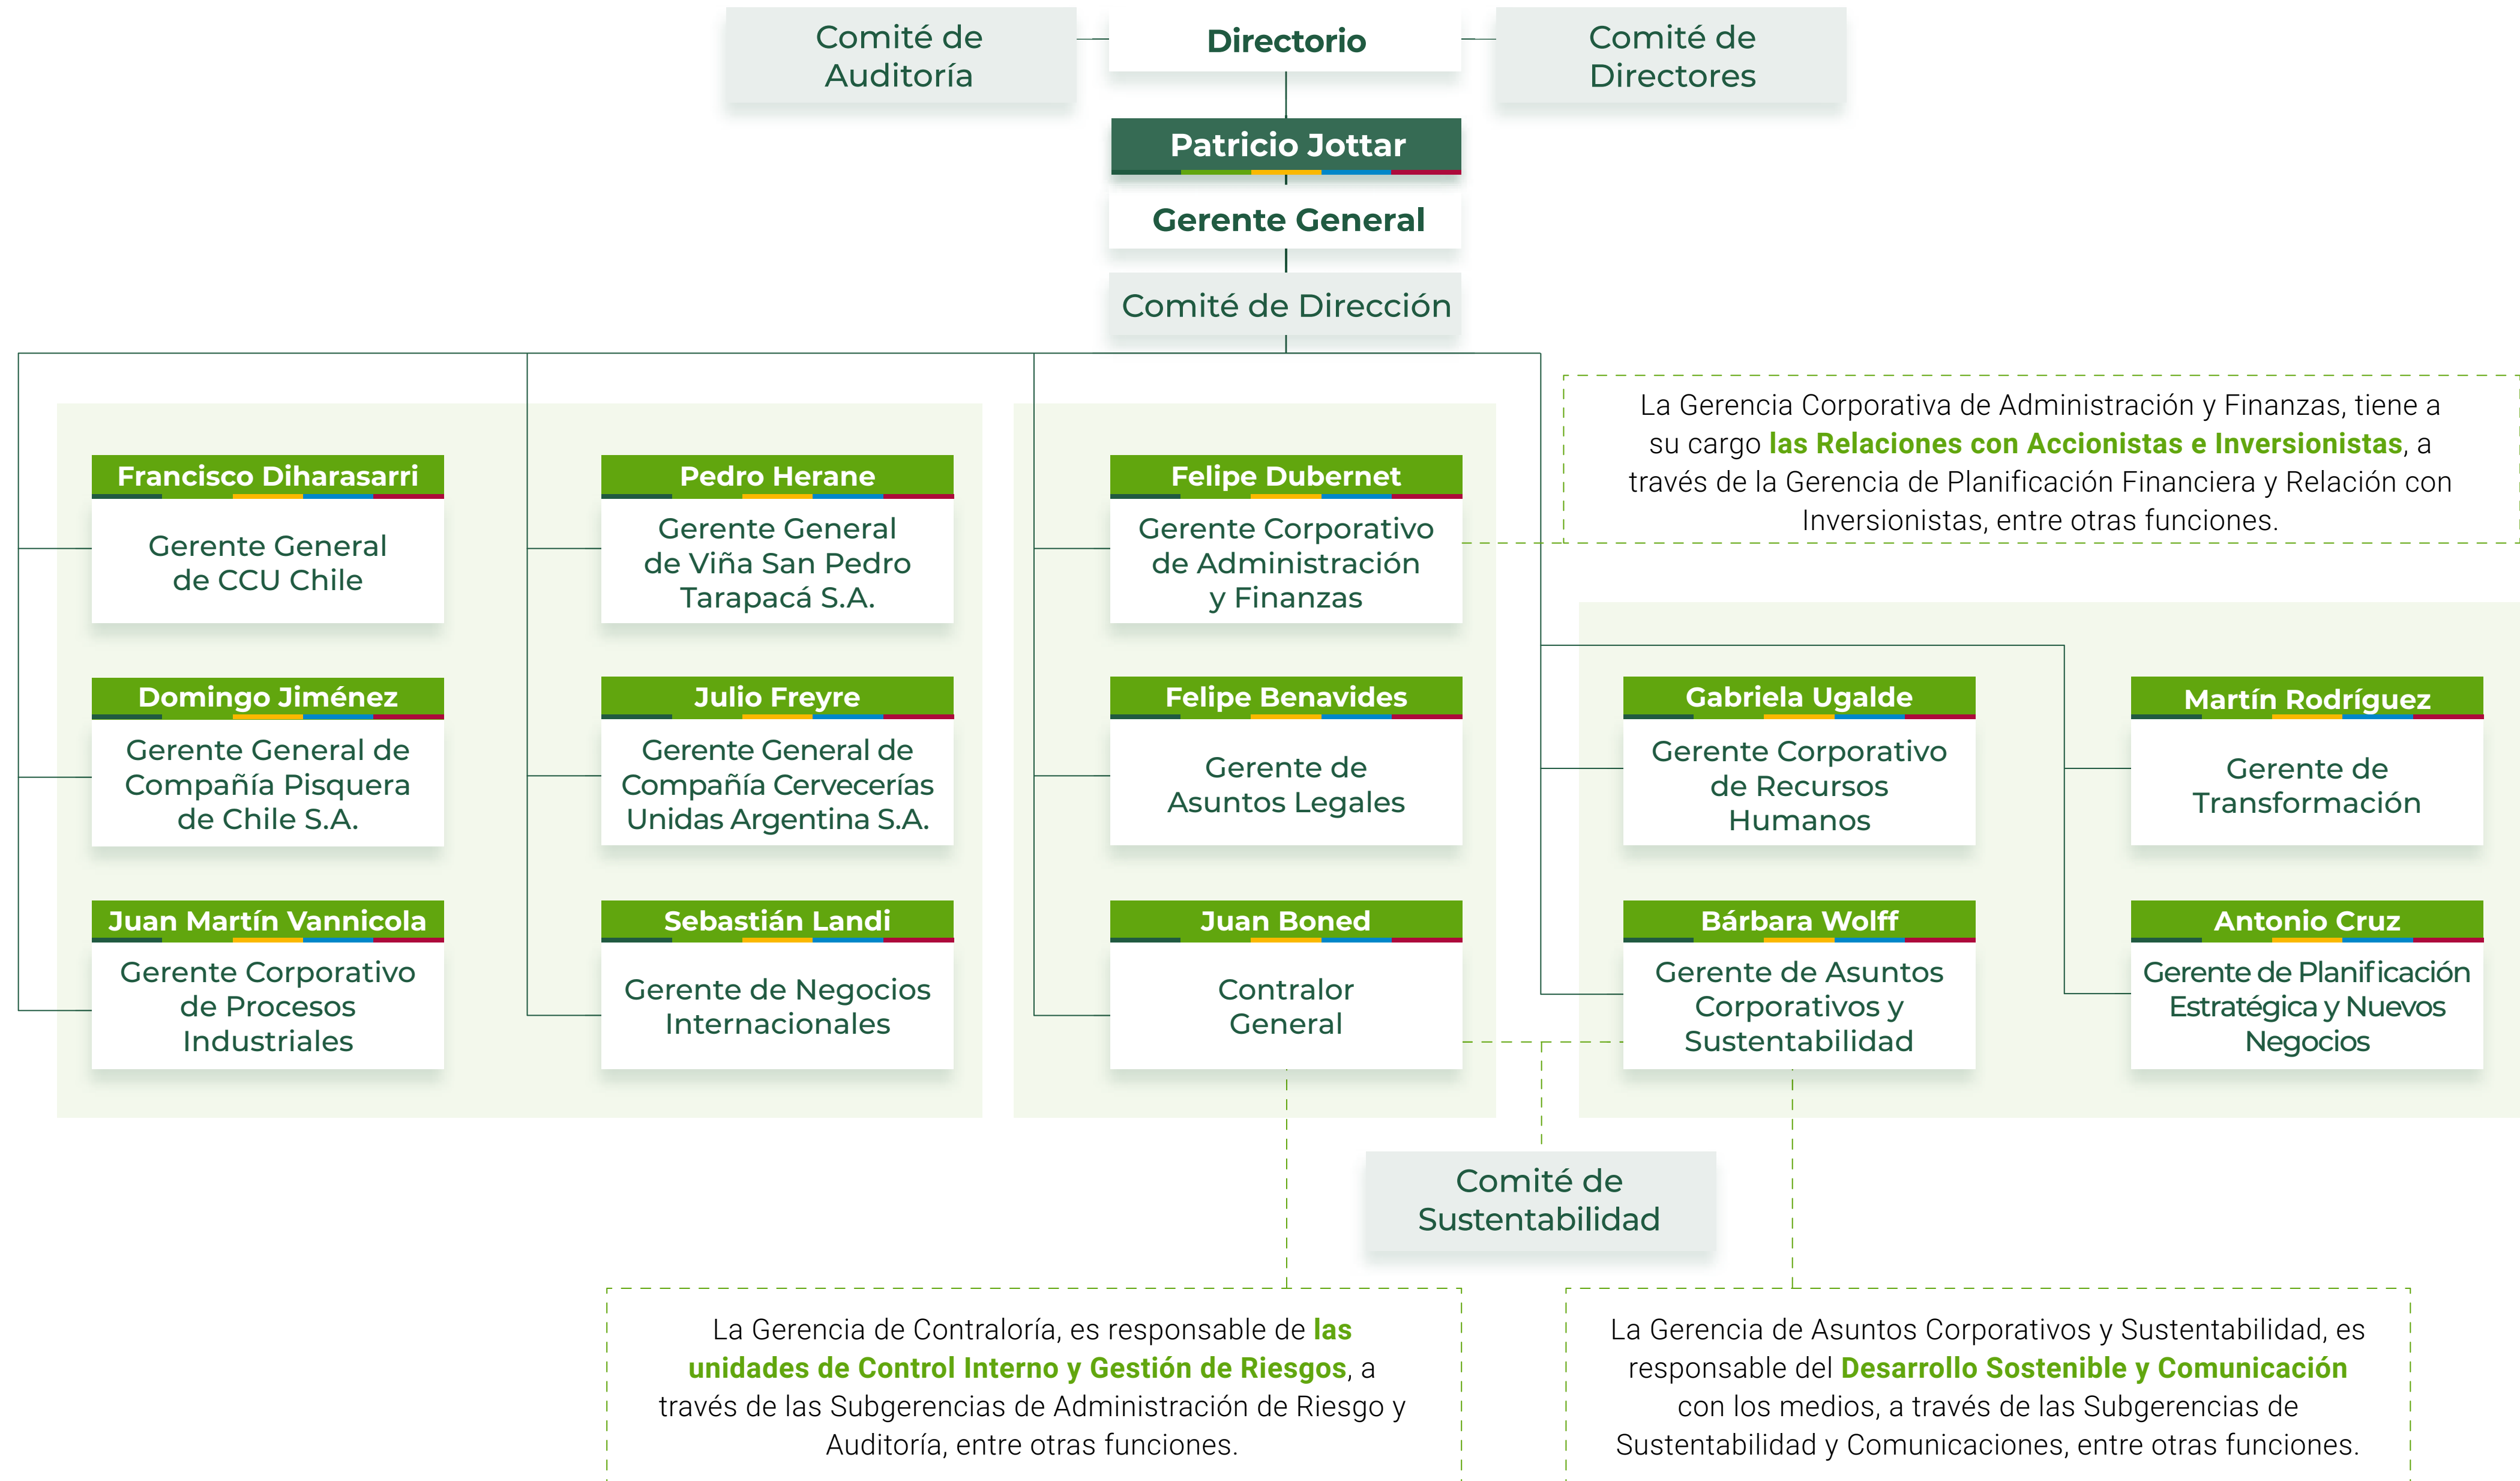 Comité de
Auditoría
Directorio
Comité de
Directores
Patricio Jottar
Gerente General
Comité de Dirección
La Gerencia Corporativa de Administración y Finanzas, tiene a
su cargo las Relaciones con Accionistas e Inversionistas, a
través de la Gerencia de Planificación Financiera y Relación con
Inversionistas, entre otras funciones.
Francisco Diharasarri
Gerente General
de CCU Chile
Pedro Herane
Gerente General
de Viña San Pedro
Tarapacá S.A.
Felipe Dubernet
Gerente Corporativo
de Administración
y Finanzas
Domingo Jiménez
Gerente General de
Compañía Pisquera
de Chile S.A.
Julio Freyre
Gerente General de
Compañía Cervecerías
Unidas Argentina S.A.
Felipe Benavides
Gerente de
Asuntos Legales
Gabriela Ugalde
Gerente Corporativo
de Recursos
Humanos
Martín Rodríguez
Gerente de
Transformación
Juan Martín Vannicola
Gerente Corporativo
de Procesos
Industriales
Sebastián Landi
Gerente de Negocios
Internacionales
Juan Boned
Contralor
General
Bárbara Wolff
Gerente de Asuntos
Corporativos y
Sustentabilidad
Antonio Cruz
Gerente de Planificación
Estratégica y Nuevos
Negocios
Comité de
Sustentabilidad
La Gerencia de Contraloría, es responsable de las
unidades de Control Interno y Gestión de Riesgos, a
través de las Subgerencias de Administración de Riesgo y
Auditoría, entre otras funciones.
La Gerencia de Asuntos Corporativos y Sustentabilidad, es
responsable del Desarrollo Sostenible y Comunicación
con los medios, a través de las Subgerencias de
Sustentabilidad y Comunicaciones, entre otras funciones.